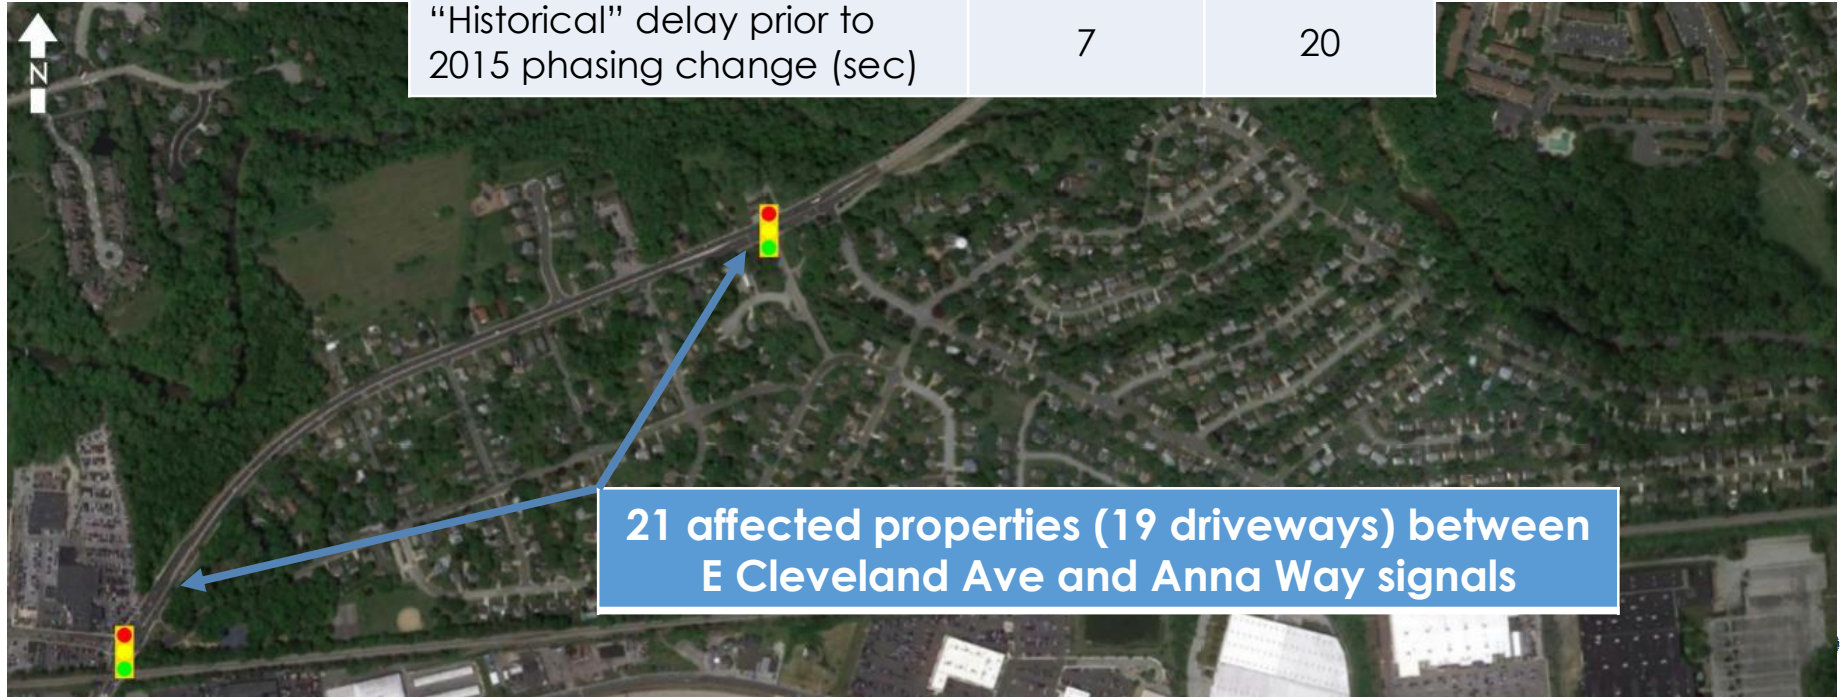 N
“Historical” delay prior to
2015 phasing change (sec)
7
20
21 affected properties (19 driveways) between
E Cleveland Ave and Anna Way signals